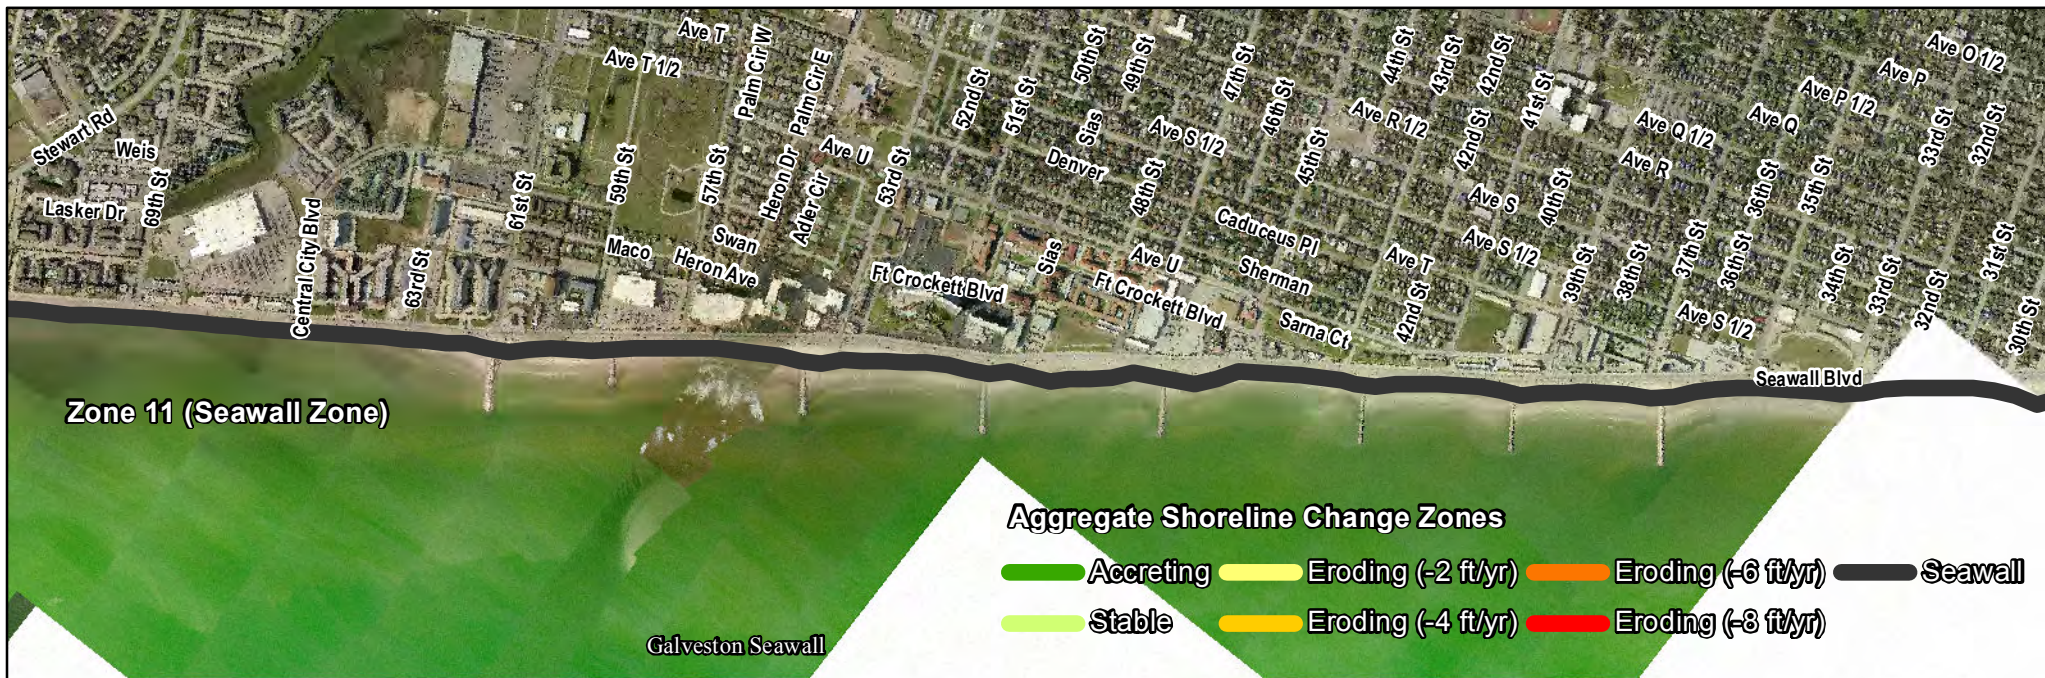 Ave T
Ave T 1/2
Palm Cir W
Palm Cir E
52nd St
51st St
50th St
49th St
47th St
46th St
44th St
43rd St
42nd St
41st St
Ave O 1/2
Ave P
Ave P 1/2
Ave Q
Ave Q 1/2
Ave R
Ave R 1/2
33rd St
32nd St
Stewart Rd
Weis
69th St
Lasker Dr
Central City Blvd
63rd St
61st St
59th St
57th St
Heron Dr
Adler Cir
Ave U
53rd St
Sias
Denver
Ave S 1/2
48th St
45th St
42nd St
Ave S
40th St
36th St
35th St
Maco
Swan
Heron Ave
Ft Crockett Blvd
Sias
Ave U
Ft Crockett Blvd
Caduceus Pl
Sherman
Sarna Ct
Ave T
42nd St
Ave S 1/2
39th St
38th St
37th St
36th St
Ave S 1/2
34th St
33rd St
32nd St
31st St
30th St
Seawall Blvd
Zone 11 (Seawall Zone)
Aggregate Shoreline Change Zones
Accreting
Eroding (-2 ft/yr)
Eroding (-6 ft/yr)
Seawall
Stable
Eroding (-4 ft/yr)
Eroding (-8 ft/yr)
Galveston Seawall